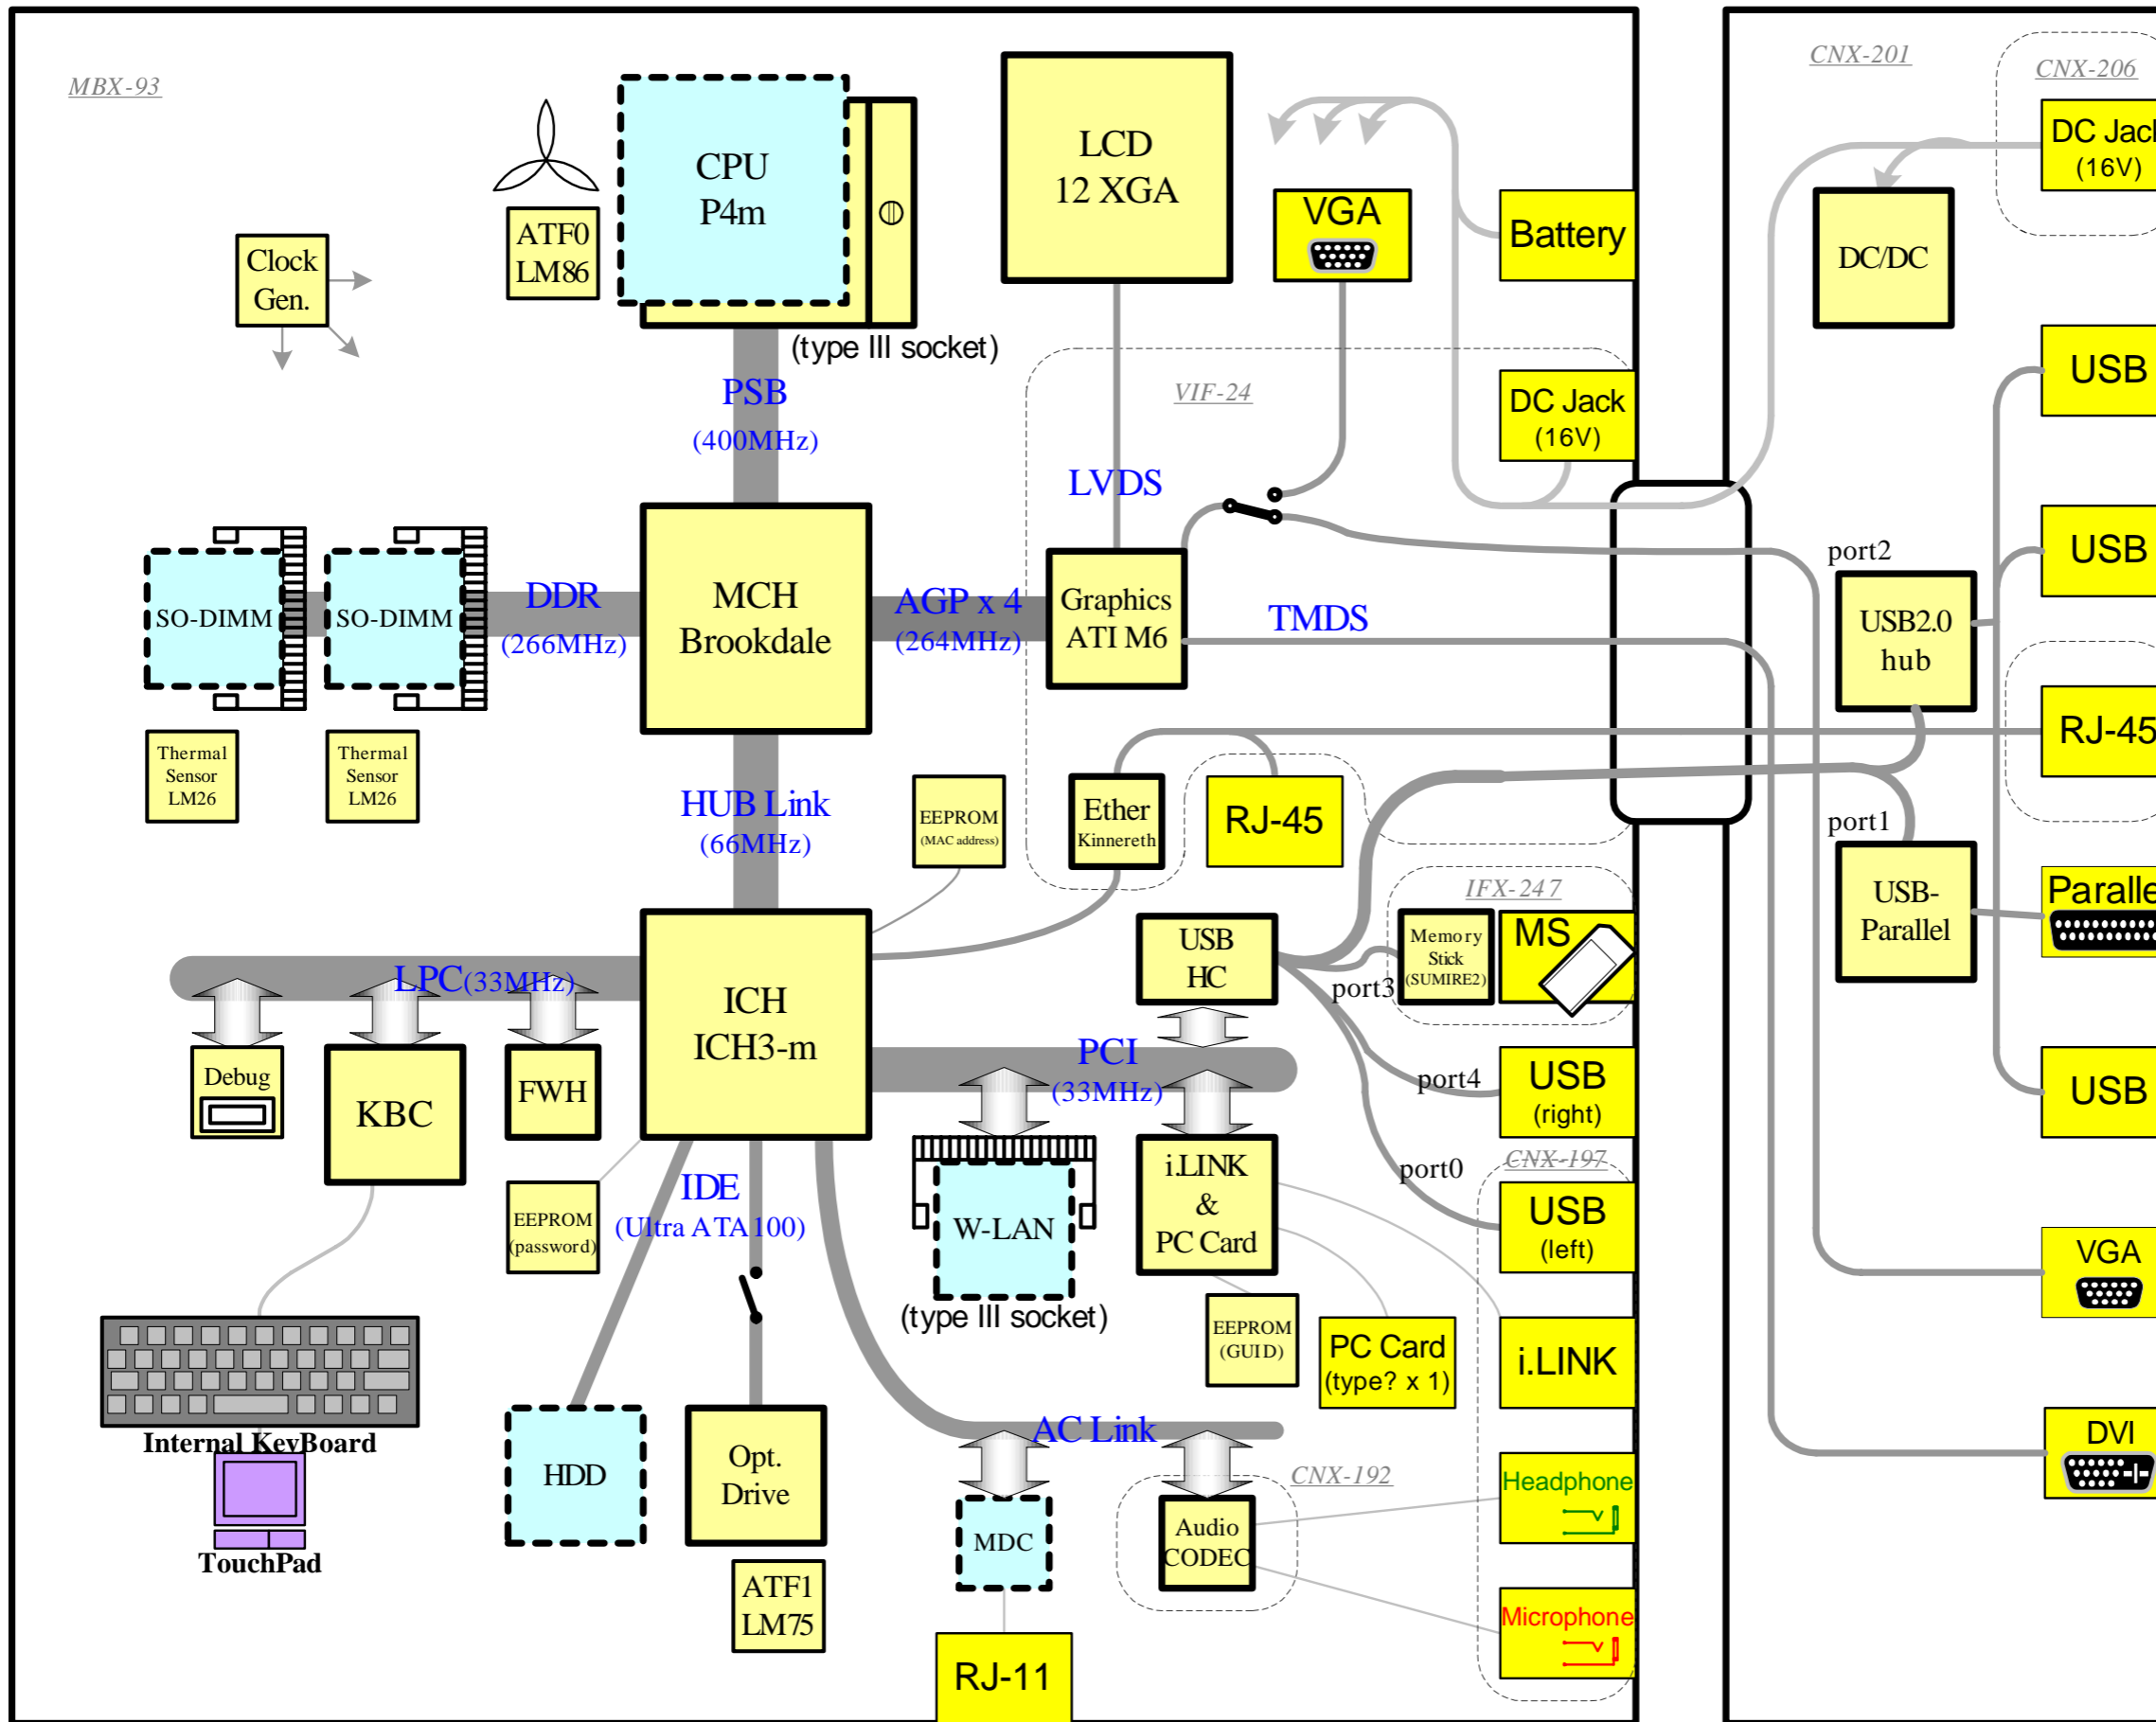 MBX-93
CPU
P4m
(type III socket)
ATF0
LM86
Clock
Gen.
LCD
12 XGA
VGA
Battery
VIF-24
DC Jack
(16V)
PSB
(400MHz)
LVDS
SO-DIMM
SO-DIMM
DDR
(266MHz)
MCH
Brookdale
AGP x 4
(264MHz)
Graphics
ATI M6
TMDS
Thermal
Sensor
LM26
Thermal
Sensor
LM26
HUB Link
(66MHz)
EEPROM
(MAC address)
Ether
Kinnereth
RJ-45
IFX-247
LPC(33MHz)
ICH
ICH3-m
USB
HC
Memory
Stick
(SUMIRE2)
MS
port3
Debug
KBC
FWH
PCI
(33MHz)
port4
USB
(right)
port0
CNX-197
USB
(left)
EEPROM
(password)
IDE
(Ultra ATA100)
W-LAN
(type III socket)
i.LINK
&
PC Card
EEPROM
(GUID)
PC Card
(type? x 1)
i.LINK
Internal KeyBoard
TouchPad
HDD
Opt.
Drive
ATF1
LM75
AC Link
MDC
RJ-11
CNX-192
Audio
CODEC
Headphone
Microphone
CNX-201
CNX-206
DC Jack
(16V)
DC/DC
USB
port2
USB
USB2.0
hub
RJ-45
port1
USB-
Parallel
Paralle
USB
VGA
DVI